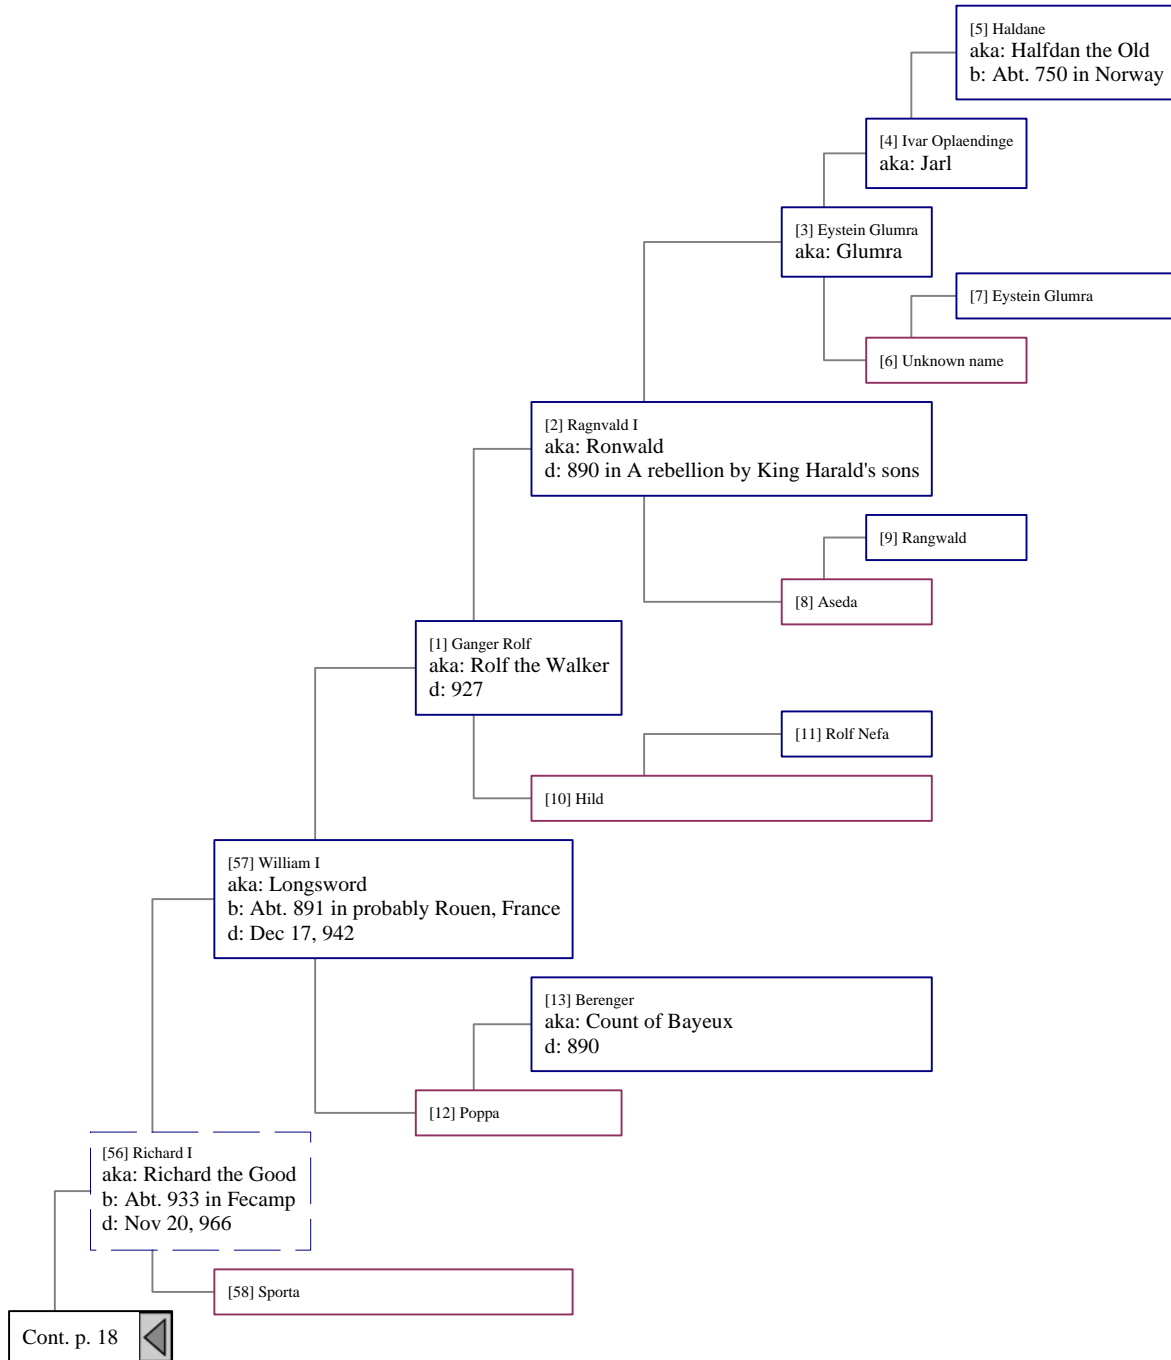 [5] Haldane
aka: Halfdan the Old
b: Abt. 750 in Norway
[4] Ivar Oplaendinge
aka: Jarl
[3] Eystein Glumra
aka: Glumra
[7] Eystein Glumra
[6] Unknown name
[2] Ragnvald I
aka: Ronwald
d: 890 in A rebellion by King Harald's sons
[9] Rangwald
[8] Aseda
[1] Ganger Rolf
aka: Rolf the Walker
d: 927
[11] Rolf Nefa
[10] Hild
[57] William I
aka: Longsword
b: Abt. 891 in probably Rouen, France
d: Dec 17, 942
[13] Berenger
aka: Count of Bayeux
d: 890
[12] Poppa
[56] Richard I
aka: Richard the Good
b: Abt. 933 in Fecamp
d: Nov 20, 966
[58] Sporta
Cont. p. 18